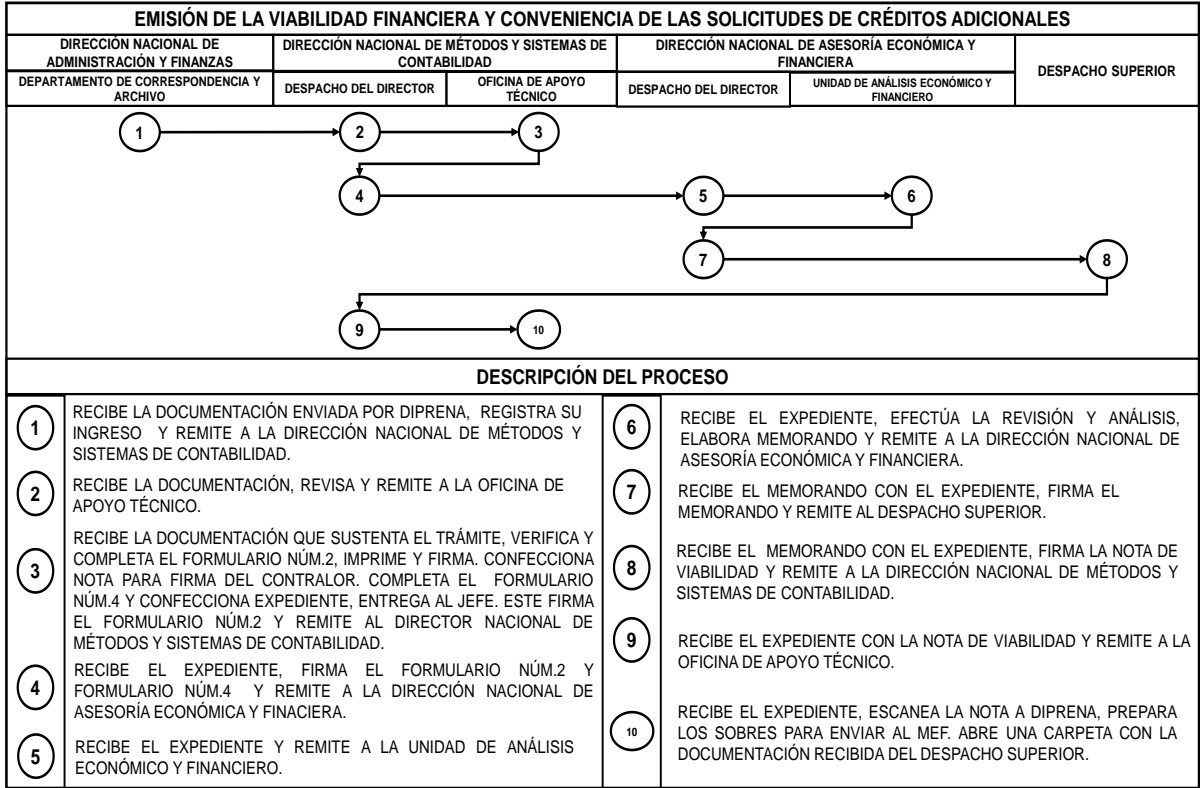 EMISIÓN DE LA VIABILIDAD FINANCIERA Y CONVENIENCIA DE LAS SOLICITUDES DE CRÉDITOS ADICIONALES
DIRECCIÓN NACIONAL DE
ADMINISTRACIÓN Y FINANZAS
DIRECCIÓN NACIONAL DE MÉTODOS Y SISTEMAS DE
CONTABILIDAD
DIRECCIÓN NACIONAL DE ASESORÍA ECONÓMICA Y
FINANCIERA
DESPACHO SUPERIOR
DEPARTAMENTO DE CORRESPONDENCIA Y
ARCHIVO
DESPACHO DEL DIRECTOR
OFICINA DE APOYO
TÉCNICO
DESPACHO DEL DIRECTOR
UNIDAD DE ANÁLISIS ECONÓMICO Y
FINANCIERO
1
2
3
4
5
6
7
8
9
10
DESCRIPCIÓN DEL PROCESO
1
RECIBE LA DOCUMENTACIÓN ENVIADA POR DIPRENA, REGISTRA SU
INGRESO Y REMITE A LA DIRECCIÓN NACIONAL DE MÉTODOS Y
SISTEMAS DE CONTABILIDAD.
2
RECIBE LA DOCUMENTACIÓN, REVISA Y REMITE A LA OFICINA DE
APOYO TÉCNICO.
3
RECIBE LA DOCUMENTACIÓN QUE SUSTENTA EL TRÁMITE, VERIFICA Y
COMPLETA EL FORMULARIO NÚM.2, IMPRIME Y FIRMA. CONFECCIONA
NOTA PARA FIRMA DEL CONTRALOR. COMPLETA EL FORMULARIO
NÚM.4 Y CONFECCIONA EXPEDIENTE, ENTREGA AL JEFE. ESTE FIRMA
EL FORMULARIO NÚM.2 Y REMITE AL DIRECTOR NACIONAL DE
MÉTODOS Y SISTEMAS DE CONTABILIDAD.
4
RECIBE EL EXPEDIENTE, FIRMA EL FORMULARIO NÚM.2 Y
FORMULARIO NÚM.4 Y REMITE A LA DIRECCIÓN NACIONAL DE
ASESORÍA ECONÓMICA Y FINACIERA.
5
RECIBE EL EXPEDIENTE Y REMITE A LA UNIDAD DE ANÁLISIS
ECONÓMICO Y FINANCIERO.
6
RECIBE EL EXPEDIENTE, EFECTÚA LA REVISIÓN Y ANÁLISIS,
ELABORA MEMORANDO Y REMITE A LA DIRECCIÓN NACIONAL DE
ASESORÍA ECONÓMICA Y FINANCIERA.
7
RECIBE EL MEMORANDO CON EL EXPEDIENTE, FIRMA EL
MEMORANDO Y REMITE AL DESPACHO SUPERIOR.
8
RECIBE EL MEMORANDO CON EL EXPEDIENTE, FIRMA LA NOTA DE
VIABILIDAD Y REMITE A LA DIRECCIÓN NACIONAL DE MÉTODOS Y
SISTEMAS DE CONTABILIDAD.
9
RECIBE EL EXPEDIENTE CON LA NOTA DE VIABILIDAD Y REMITE A LA
OFICINA DE APOYO TÉCNICO.
10
RECIBE EL EXPEDIENTE, ESCANEA LA NOTA A DIPRENA, PREPARA
LOS SOBRES PARA ENVIAR AL MEF. ABRE UNA CARPETA CON LA
DOCUMENTACIÓN RECIBIDA DEL DESPACHO SUPERIOR.